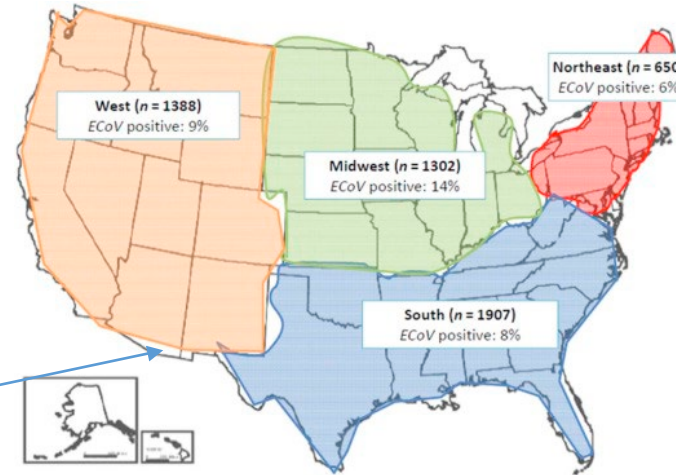 Northeast (n = 650
ECoV positive: 6%
West (n = 1388)
ECoV positive: 9%
Midwest (n = 1302)
ECoV positive: 14%
South (n = 1907)
ECoV positive: 8%